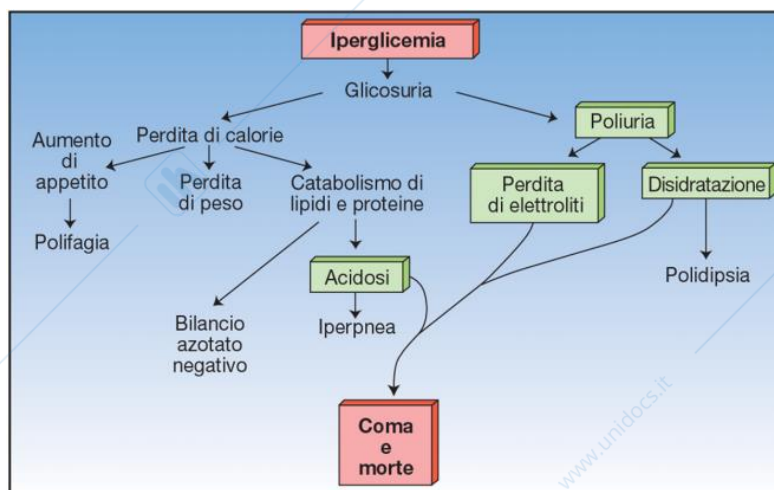 Iperglicemia
Glicosuria
Perdita di calorie
Poliuria
Aumento
di
appetito
Perdita
di peso
Catabolismo di
lipidi e proteine
Perdita
di elettroliti
Disidratazione
Polifagia
Acidosi
Polidipsia
Bilancio
azotato
negativo
Iperpnea
Coma
e
morte
www.unidocs.it